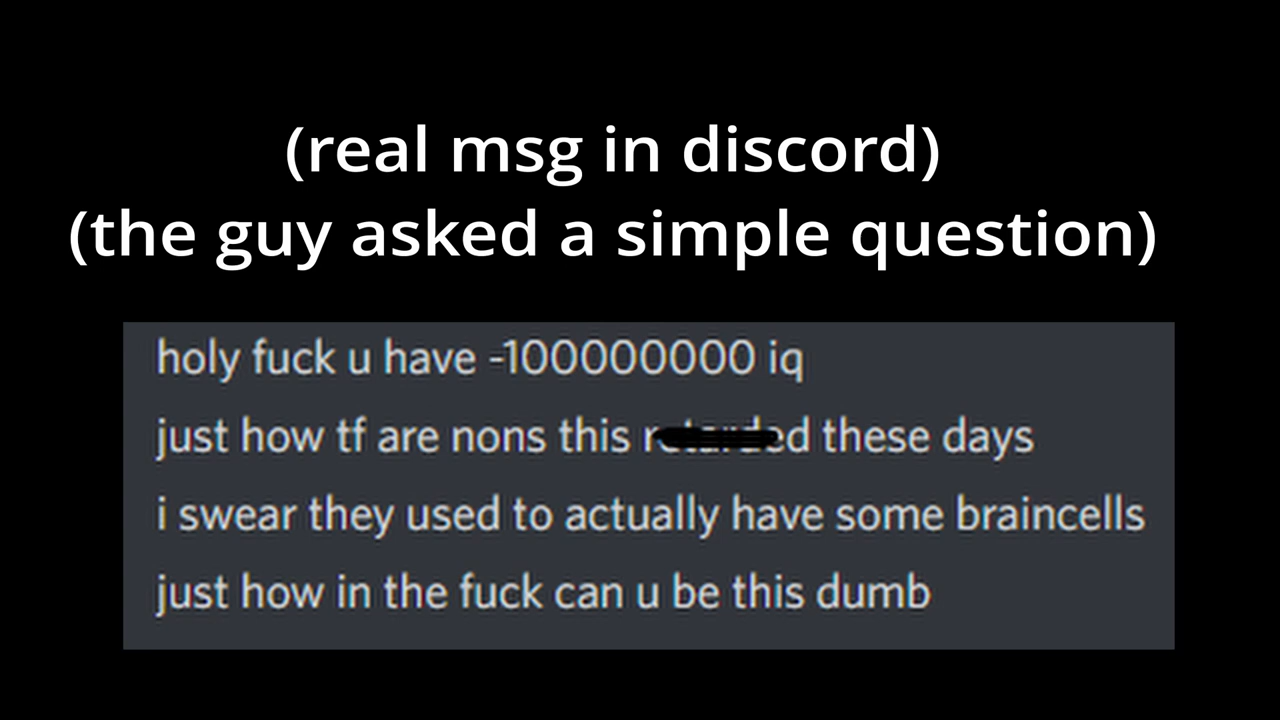 (real msg in discord)
(the guy asked a simple question)
holy fuck u have -100000000 iq
just how tf are nons this retarded these days
i swear they used to actually have some braincells
just how in the fuck can u be this dumb